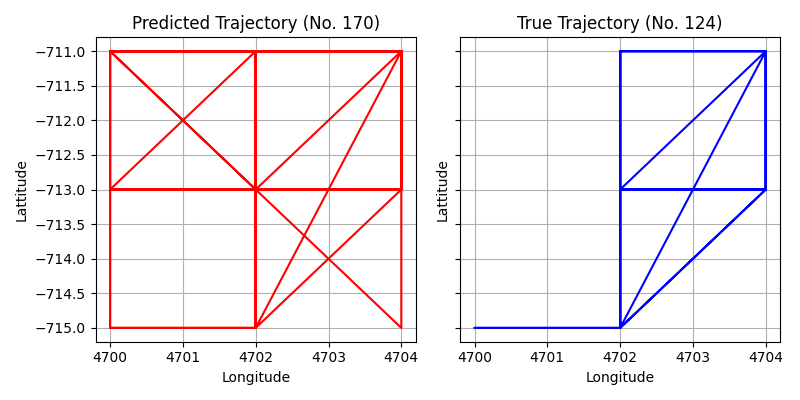 Predicted Trajectory (No. 170)
True Trajectory (No. 124)
−711.0
−711.5
−712.0
−712.5
−713.0
−713.5
−714.0
−714.5
−715.0
Lattitude
Lattitude
4700 4701 4702 4703 4704
4700 4701 4702 4703 4704
Longitude
Longitude